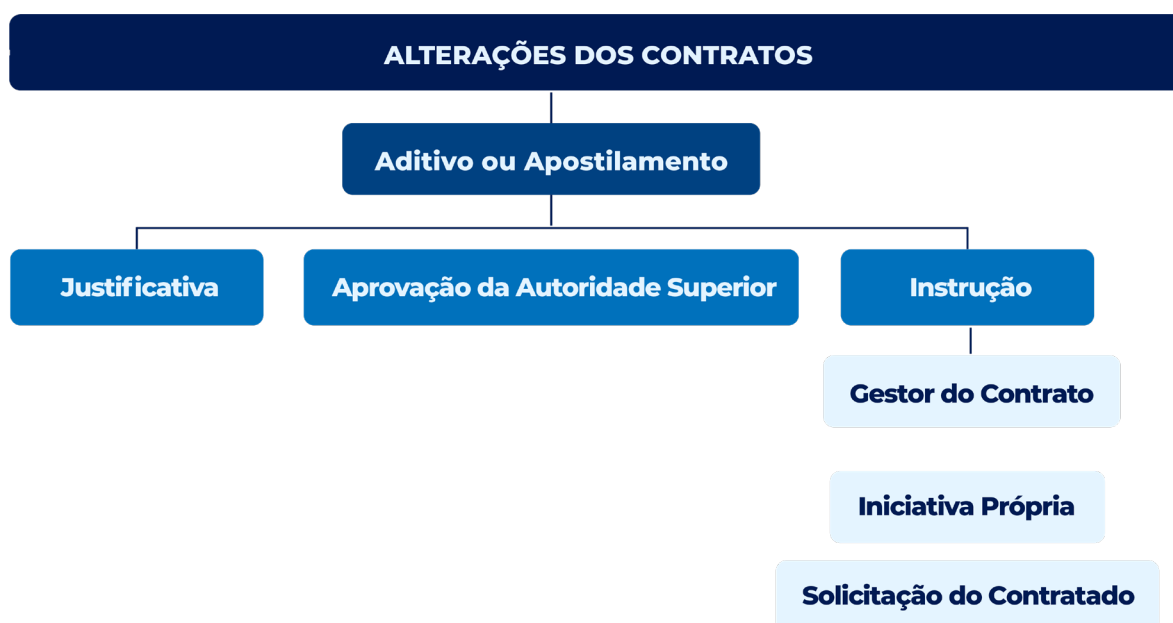 ALTERAÇÕES DOS CONTRATOS
Aditivo ou Apostilamento
Justificativa
Aprovação da Autoridade Superior
Instrução
Gestor do Contrato
Iniciativa Própria
Solicitação do Contratado